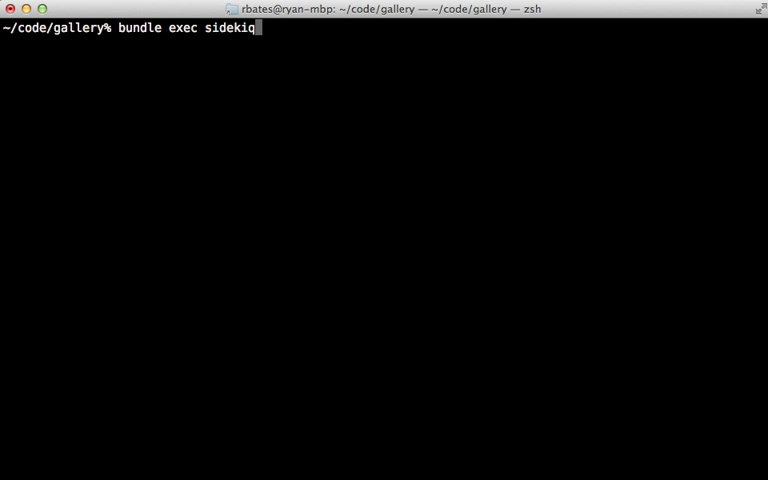 rbates@ryan-mbp: ~/code/gallery — ~/code/gallery — zsh
~/code/gallery% bundle exec sidekiq